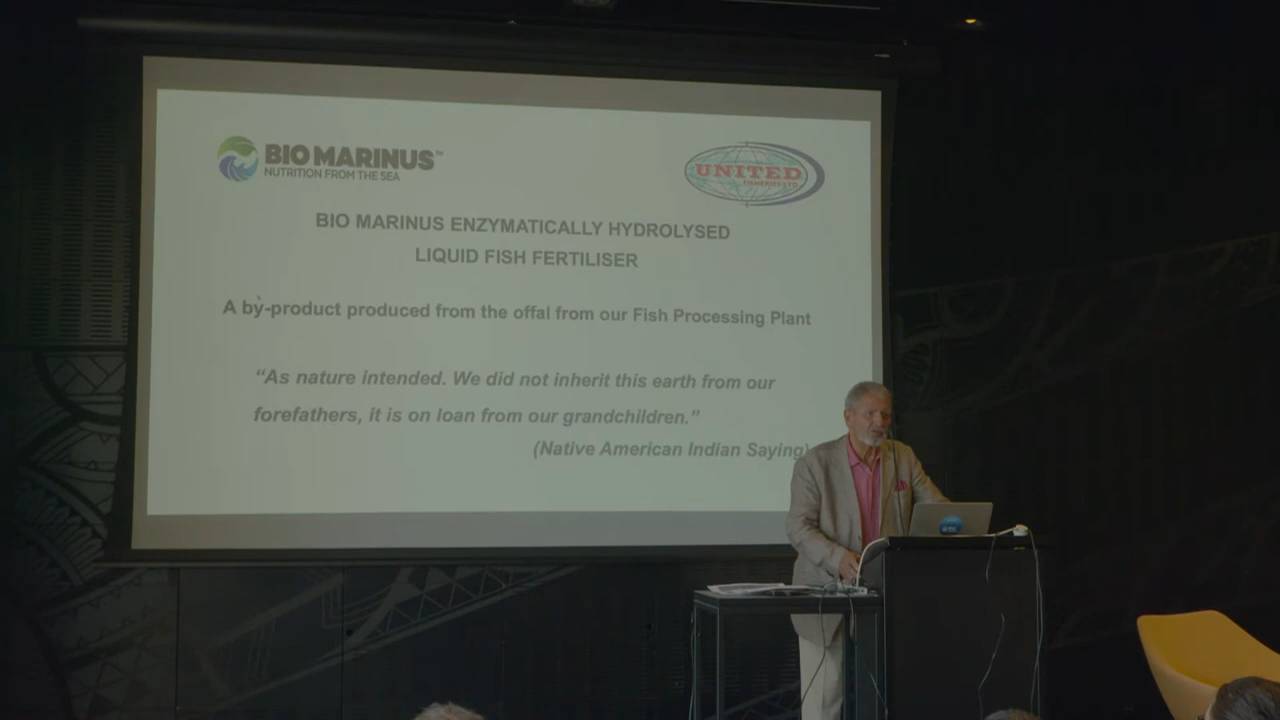 BIO MARINUS™
NUTRITION FROM THE SEA
UNITED
FISHERIES LTD
BIO MARINUS ENZYMATICALLY HYDROLYSED
LIQUID FISH FERTILISER
A by-product produced from the offal from our Fish Processing Plant
“As nature intended. We did not inherit this earth from our
forefathers, it is on loan from our grandchildren.”
(Native American Indian Saying)